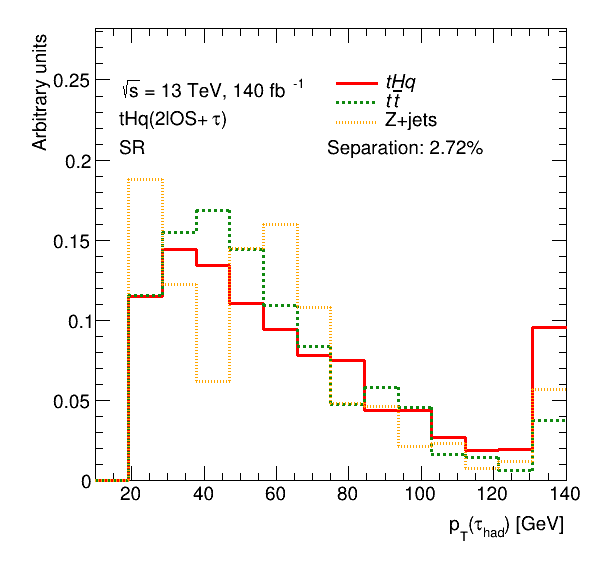 Arbitrary units
0.25
0.2
0.15
0.1
0.05
0
√s = 13 TeV, 140 fb⁻¹
tHq(2lOS+ τ)
SR
tHq
tt̅
Z+jets
Separation: 2.72%
20 40 60 80 100 120 140
p_T(τ_had) [GeV]